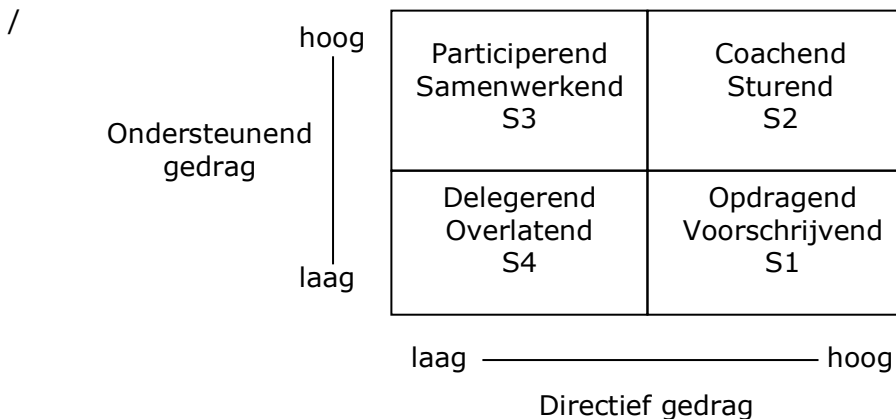 /
hoog
Ondersteunend
gedrag
laag
Participerend
Samenwerkend
S3
Coachend
Sturend
S2
Delegerend
Overlatend
S4
Opdragend
Voorschrijvend
S1
laag
hoog
Directief gedrag